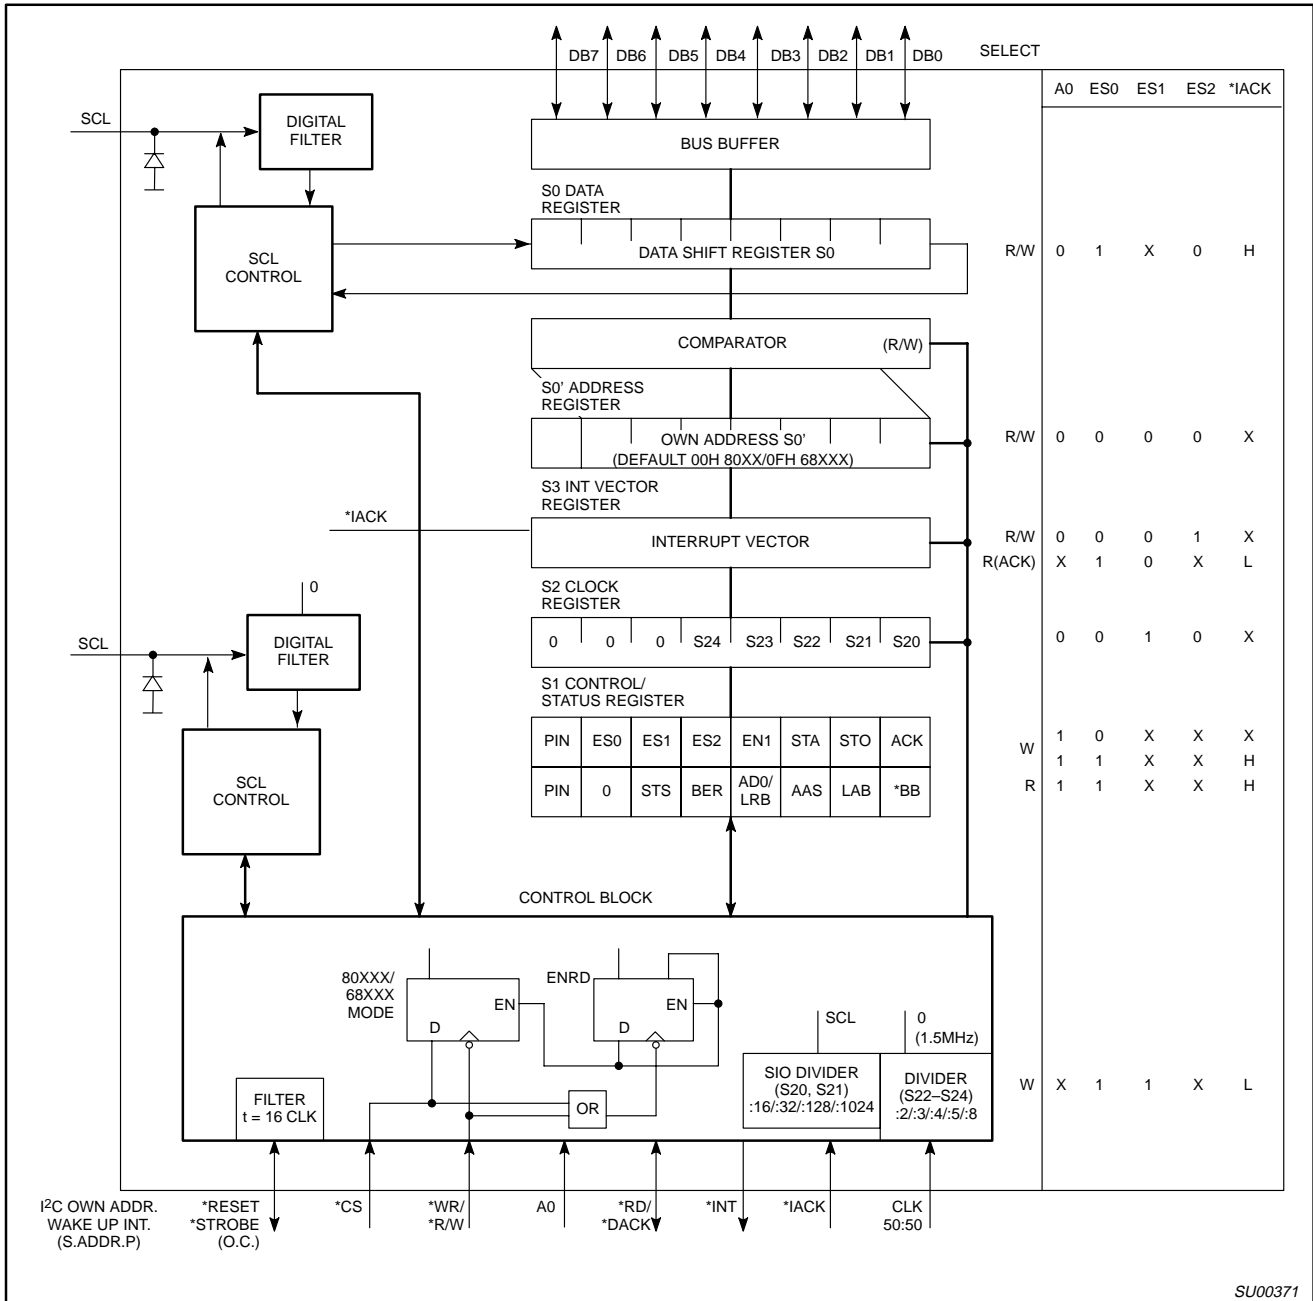 DB7 DB6 DB5 DB4 DB3 DB2 DB1 DB0
SELECT
A0 ES0 ES1 ES2 *IACK
SCL
DIGITAL
FILTER
BUS BUFFER
S0 DATA
REGISTER
SCL
CONTROL
DATA SHIFT REGISTER S0
R/W 0 1 X 0 H
COMPARATOR (R/W)
S0' ADDRESS
REGISTER
OWN ADDRESS S0'
(DEFAULT 00H 80XX/0FH 68XXX)
R/W 0 0 0 0 X
S3 INT VECTOR
REGISTER
*IACK
INTERRUPT VECTOR
R/W 0 0 0 1 X
R(ACK) X 1 0 X L
S2 CLOCK
REGISTER
0
SCL
DIGITAL
FILTER
0 0 0 S24 S23 S22 S21 S20
0 0 1 0 X
S1 CONTROL/
STATUS REGISTER
PIN ES0 ES1 ES2 EN1 STA STO ACK
PIN 0 STS BER AD0/
LRB AAS LAB *BB
W 1 0 X X X
1 1 X X H
R 1 1 X X H
SCL
CONTROL
CONTROL BLOCK
80XXX/
68XXX
MODE
EN
D
ENRD
EN
D
SCL
0
(1.5MHz)
FILTER
t = 16 CLK
OR
SIO DIVIDER
(S20, S21)
:16/:32/:128/:1024
DIVIDER
(S22–S24)
:2/:3/:4/:5/:8
W X 1 1 X L
I2C OWN ADDR.
WAKE UP INT.
(S.ADDR.P)
*RESET
*STROBE
(O.C.)
*CS
*WR/
*R/W
A0
*RD/
*DACK
*INT
*IACK
CLK
50:50
SU00371